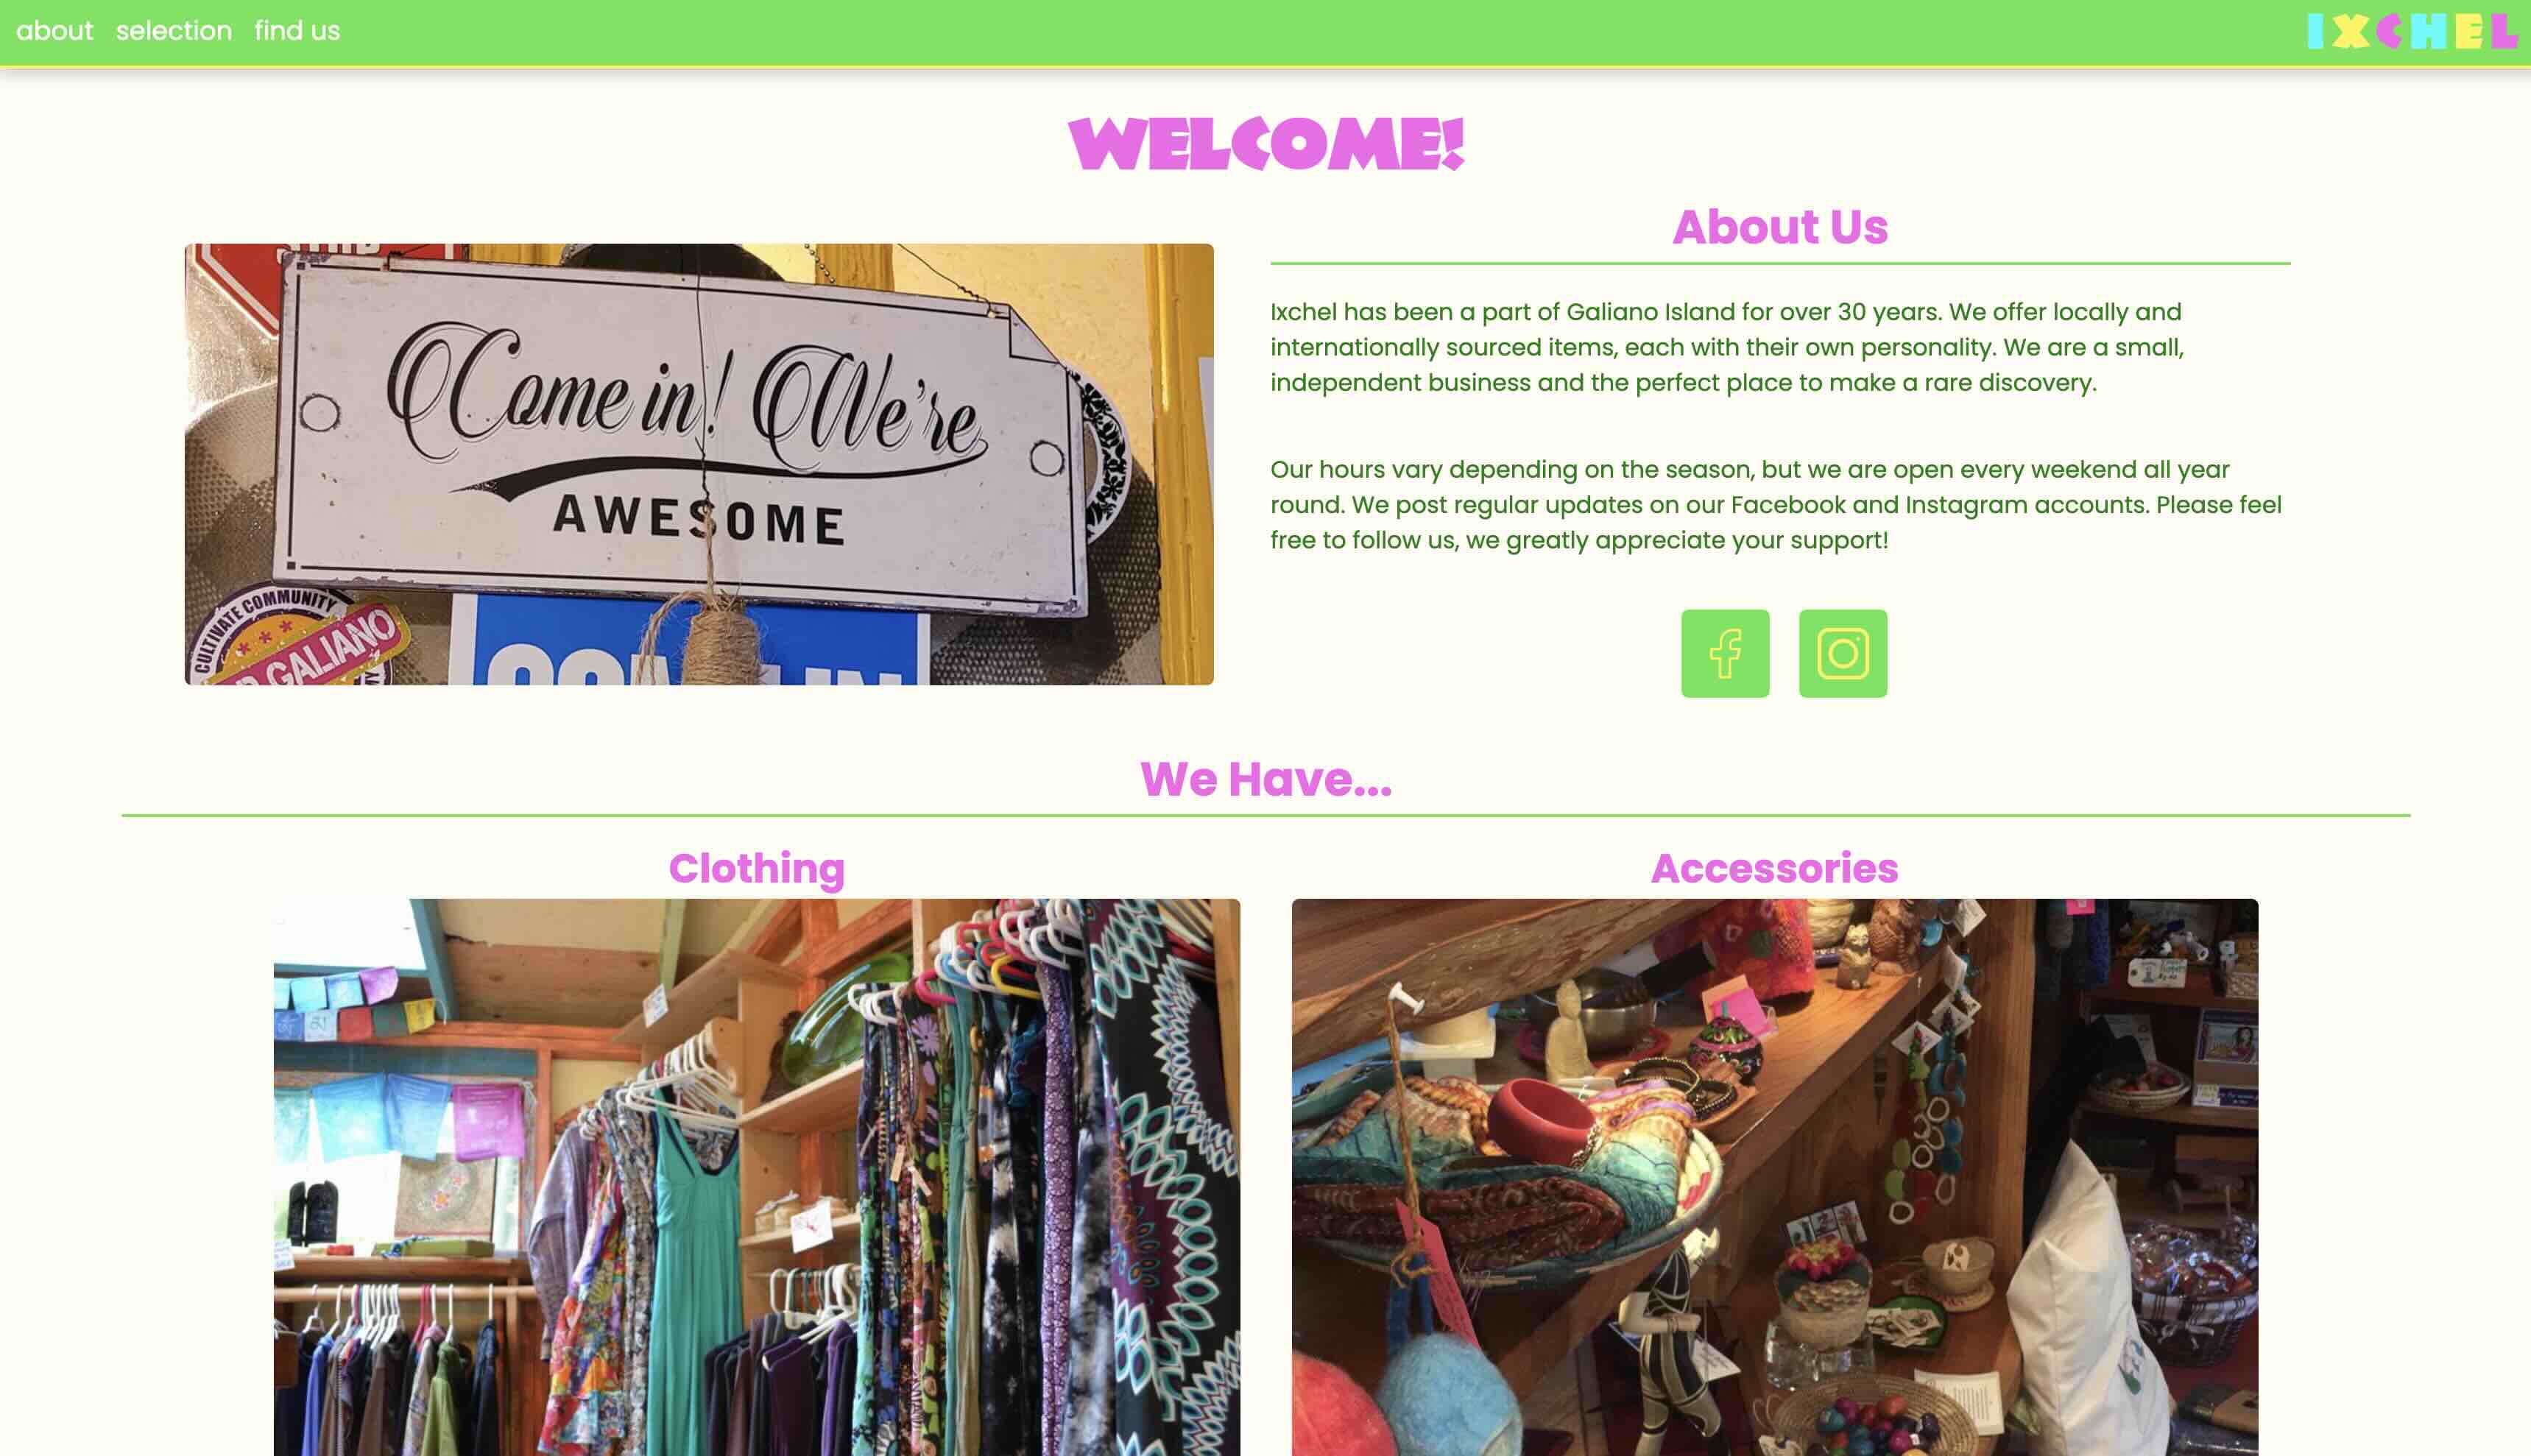 about selection find us
IXCHEL
WELCOME!
Come in! We're
AWESOME
CULTIVATE COMMUNITY
GALIANO
About Us
Ixchel has been a part of Galiano Island for over 30 years. We offer locally and
internationally sourced items, each with their own personality. We are a small,
independent business and the perfect place to make a rare discovery.
Our hours vary depending on the season, but we are open every weekend all year
round. We post regular updates on our Facebook and Instagram accounts. Please feel
free to follow us, we greatly appreciate your support!
We Have...
Clothing
Accessories